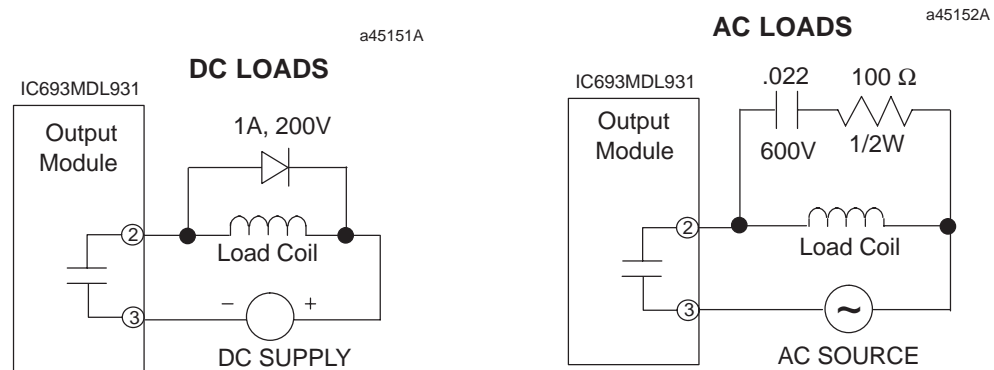 a45151A
DC LOADS
IC693MDL931
Output
Module
1A, 200V
2
Load Coil
3
– +
DC SUPPLY
a45152A
AC LOADS
IC693MDL931
Output
Module
.022 100 Ω
600V 1/2W
2
Load Coil
3
~
AC SOURCE